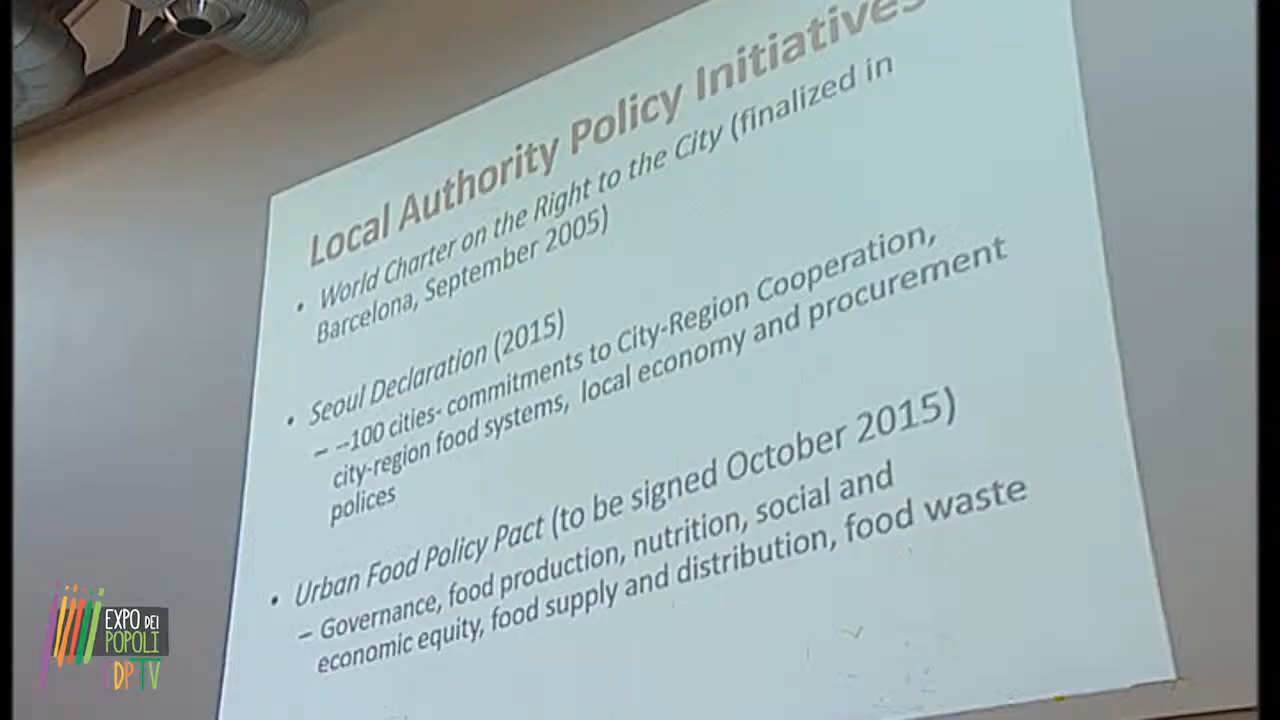 Local Authority Policy Initiatives
• World Charter on the Right to the City (finalized in
Barcelona, September 2005)
• Seoul Declaration (2015)
– –100 cities- commitments to City-Region Cooperation,
city-region food systems, local economy and procurement
polices
• Urban Food Policy Pact (to be signed October 2015)
– Governance, food production, nutrition, social and
economic equity, food supply and distribution, food waste
EXPO DEI
POPOLI
DPTV